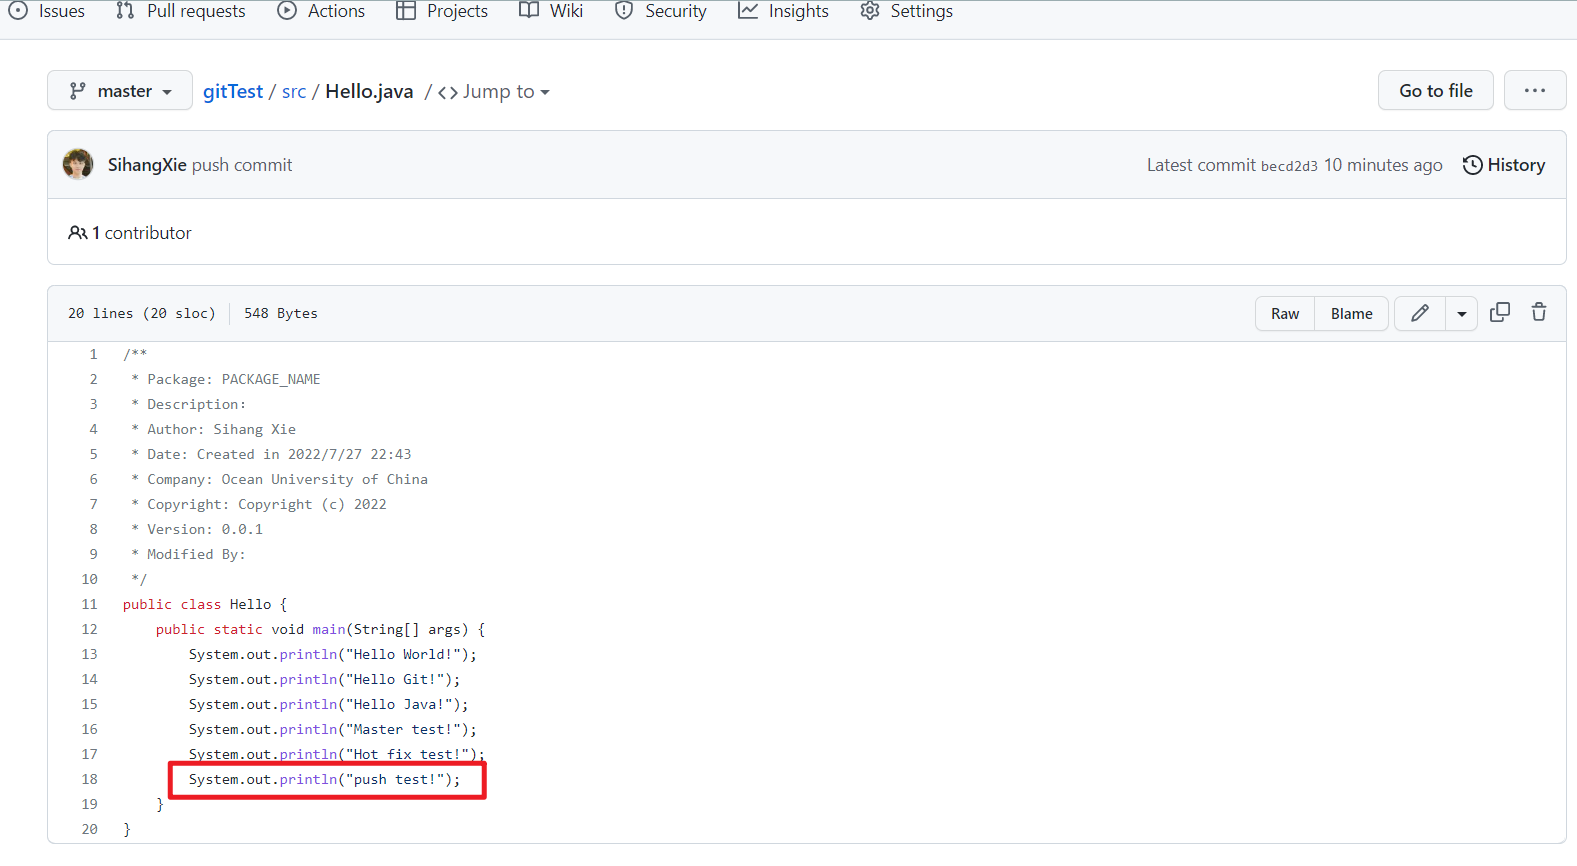 Issues Pull requests Actions Projects Wiki Security Insights Settings
master gitTest / src / Hello.java / <> Jump to Go to file ...
SihangXie push commit Latest commit becd2d3 10 minutes ago History
1 contributor
20 lines (20 sloc) 548 Bytes Raw Blame
1 /**
2  * Package: PACKAGE_NAME
3  * Description:
4  * Author: Sihang Xie
5  * Date: Created in 2022/7/27 22:43
6  * Company: Ocean University of China
7  * Copyright: Copyright (c) 2022
8  * Version: 0.0.1
9  * Modified By:
10  */
11 public class Hello {
12     public static void main(String[] args) {
13         System.out.println("Hello World!");
14         System.out.println("Hello Git!");
15         System.out.println("Hello Java!");
16         System.out.println("Master test!");
17         System.out.println("Hot fix test!");
18         System.out.println("push test!");
19     }
20 }